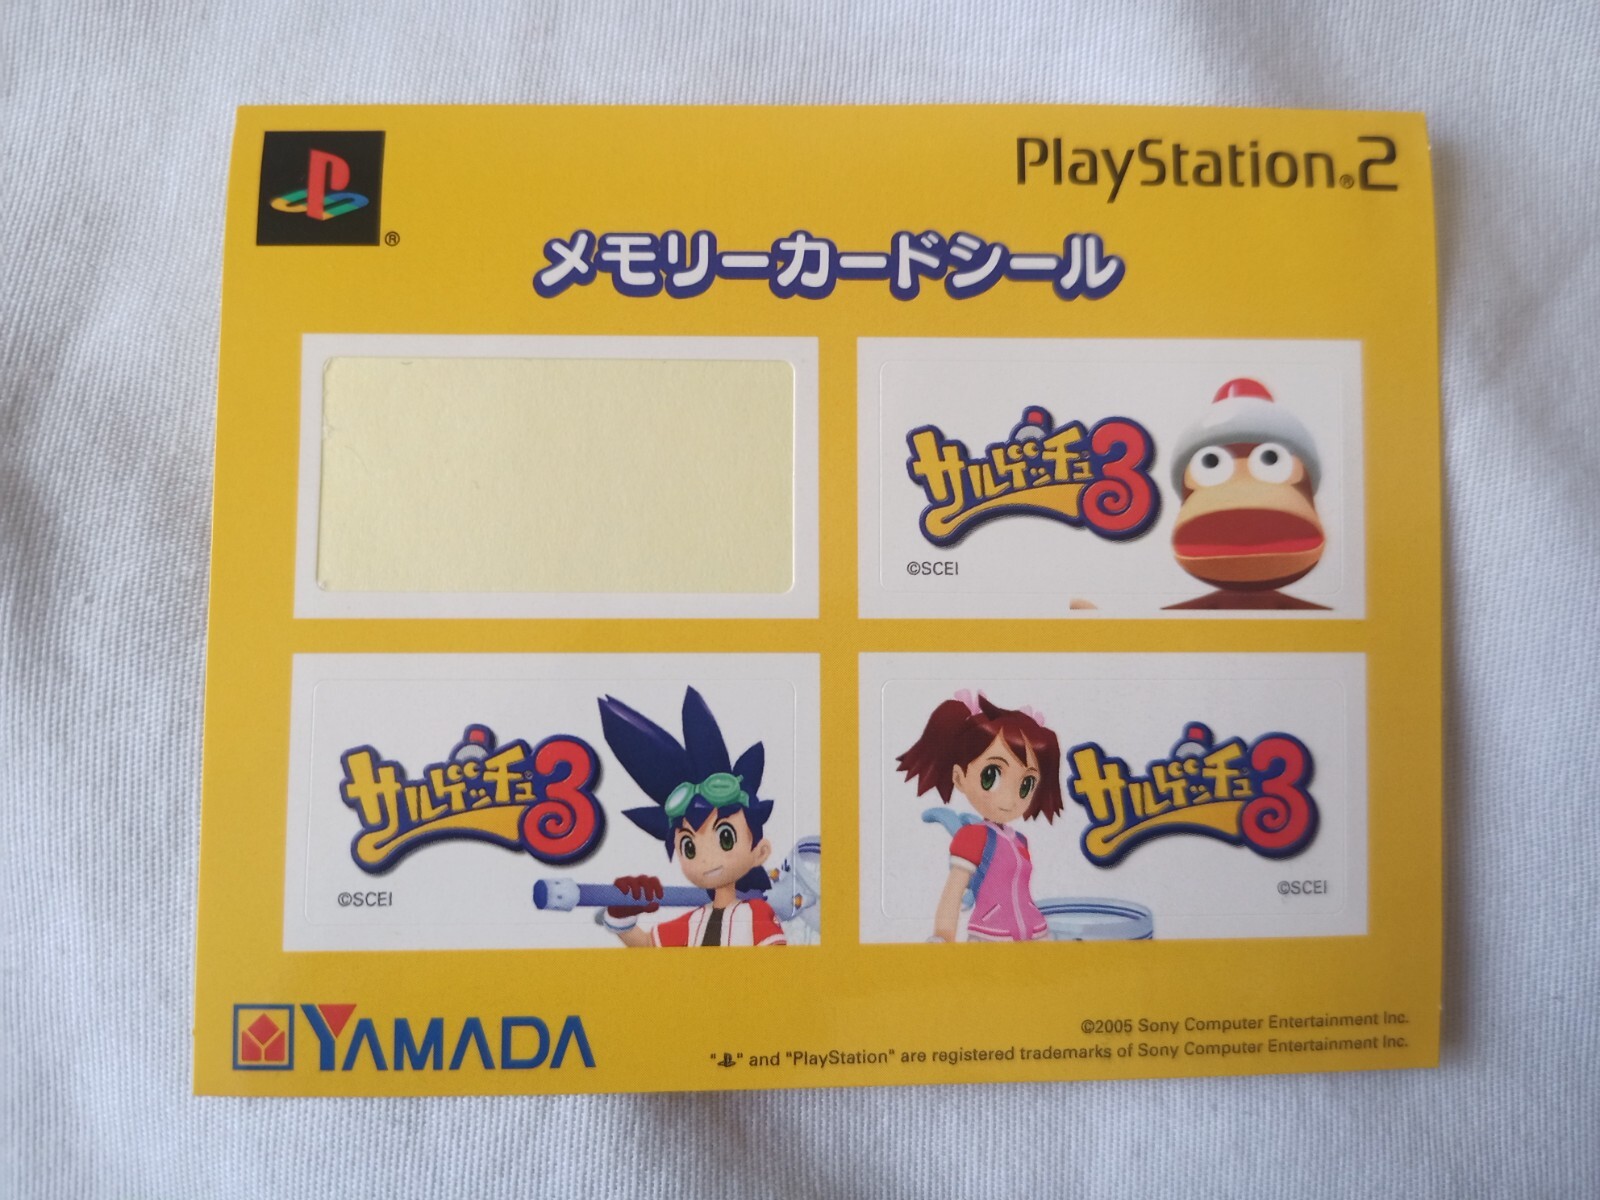 PlayStation®2
®
メモリーカードシール
サルゲッチュ3
©SCEI
サルゲッチュ3
©SCEI
サルゲッチュ3
©SCEI
YAMADA
©2005 Sony Computer Entertainment Inc.
"PS" and "PlayStation" are registered trademarks of Sony Computer Entertainment Inc.